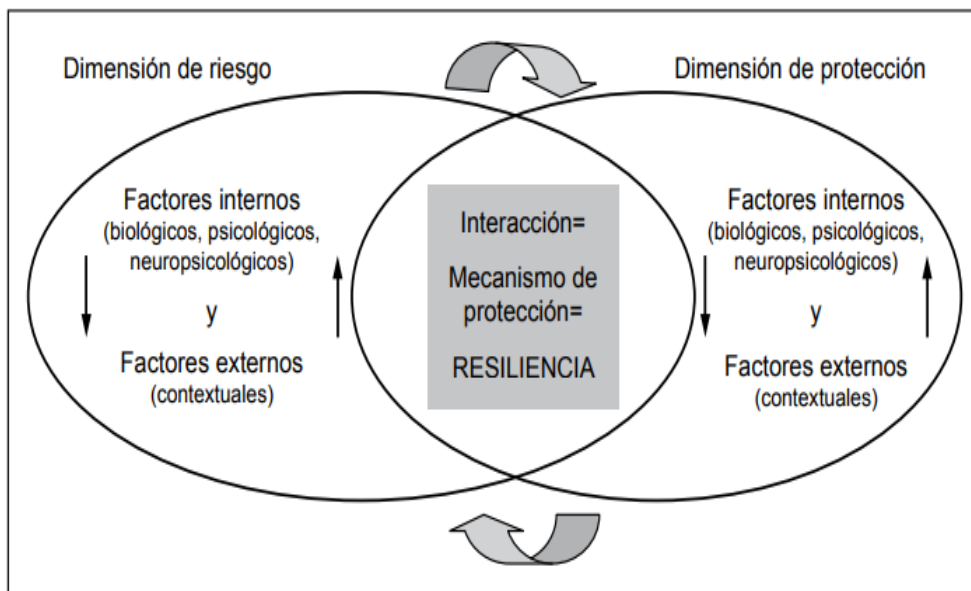 Dimensión de riesgo
Dimensión de protección
Factores internos
(biológicos, psicológicos,
neuropsicológicos)
y
Factores externos
(contextuales)
Interacción=
Mecanismo de
protección=
RESILIENCIA
Factores internos
(biológicos, psicológicos,
neuropsicológicos)
y
Factores externos
(contextuales)